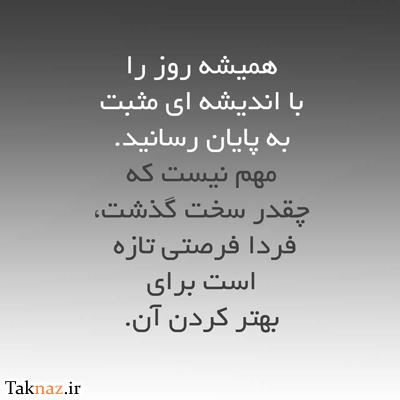 همیشه روز را
با اندیشه ای مثبت
به پایان رسانید.
مهم نیست که
چقدر سخت گذشت،
فردا فرصتی تازه
است برای
بهتر کردن آن.
Taknaz.ir